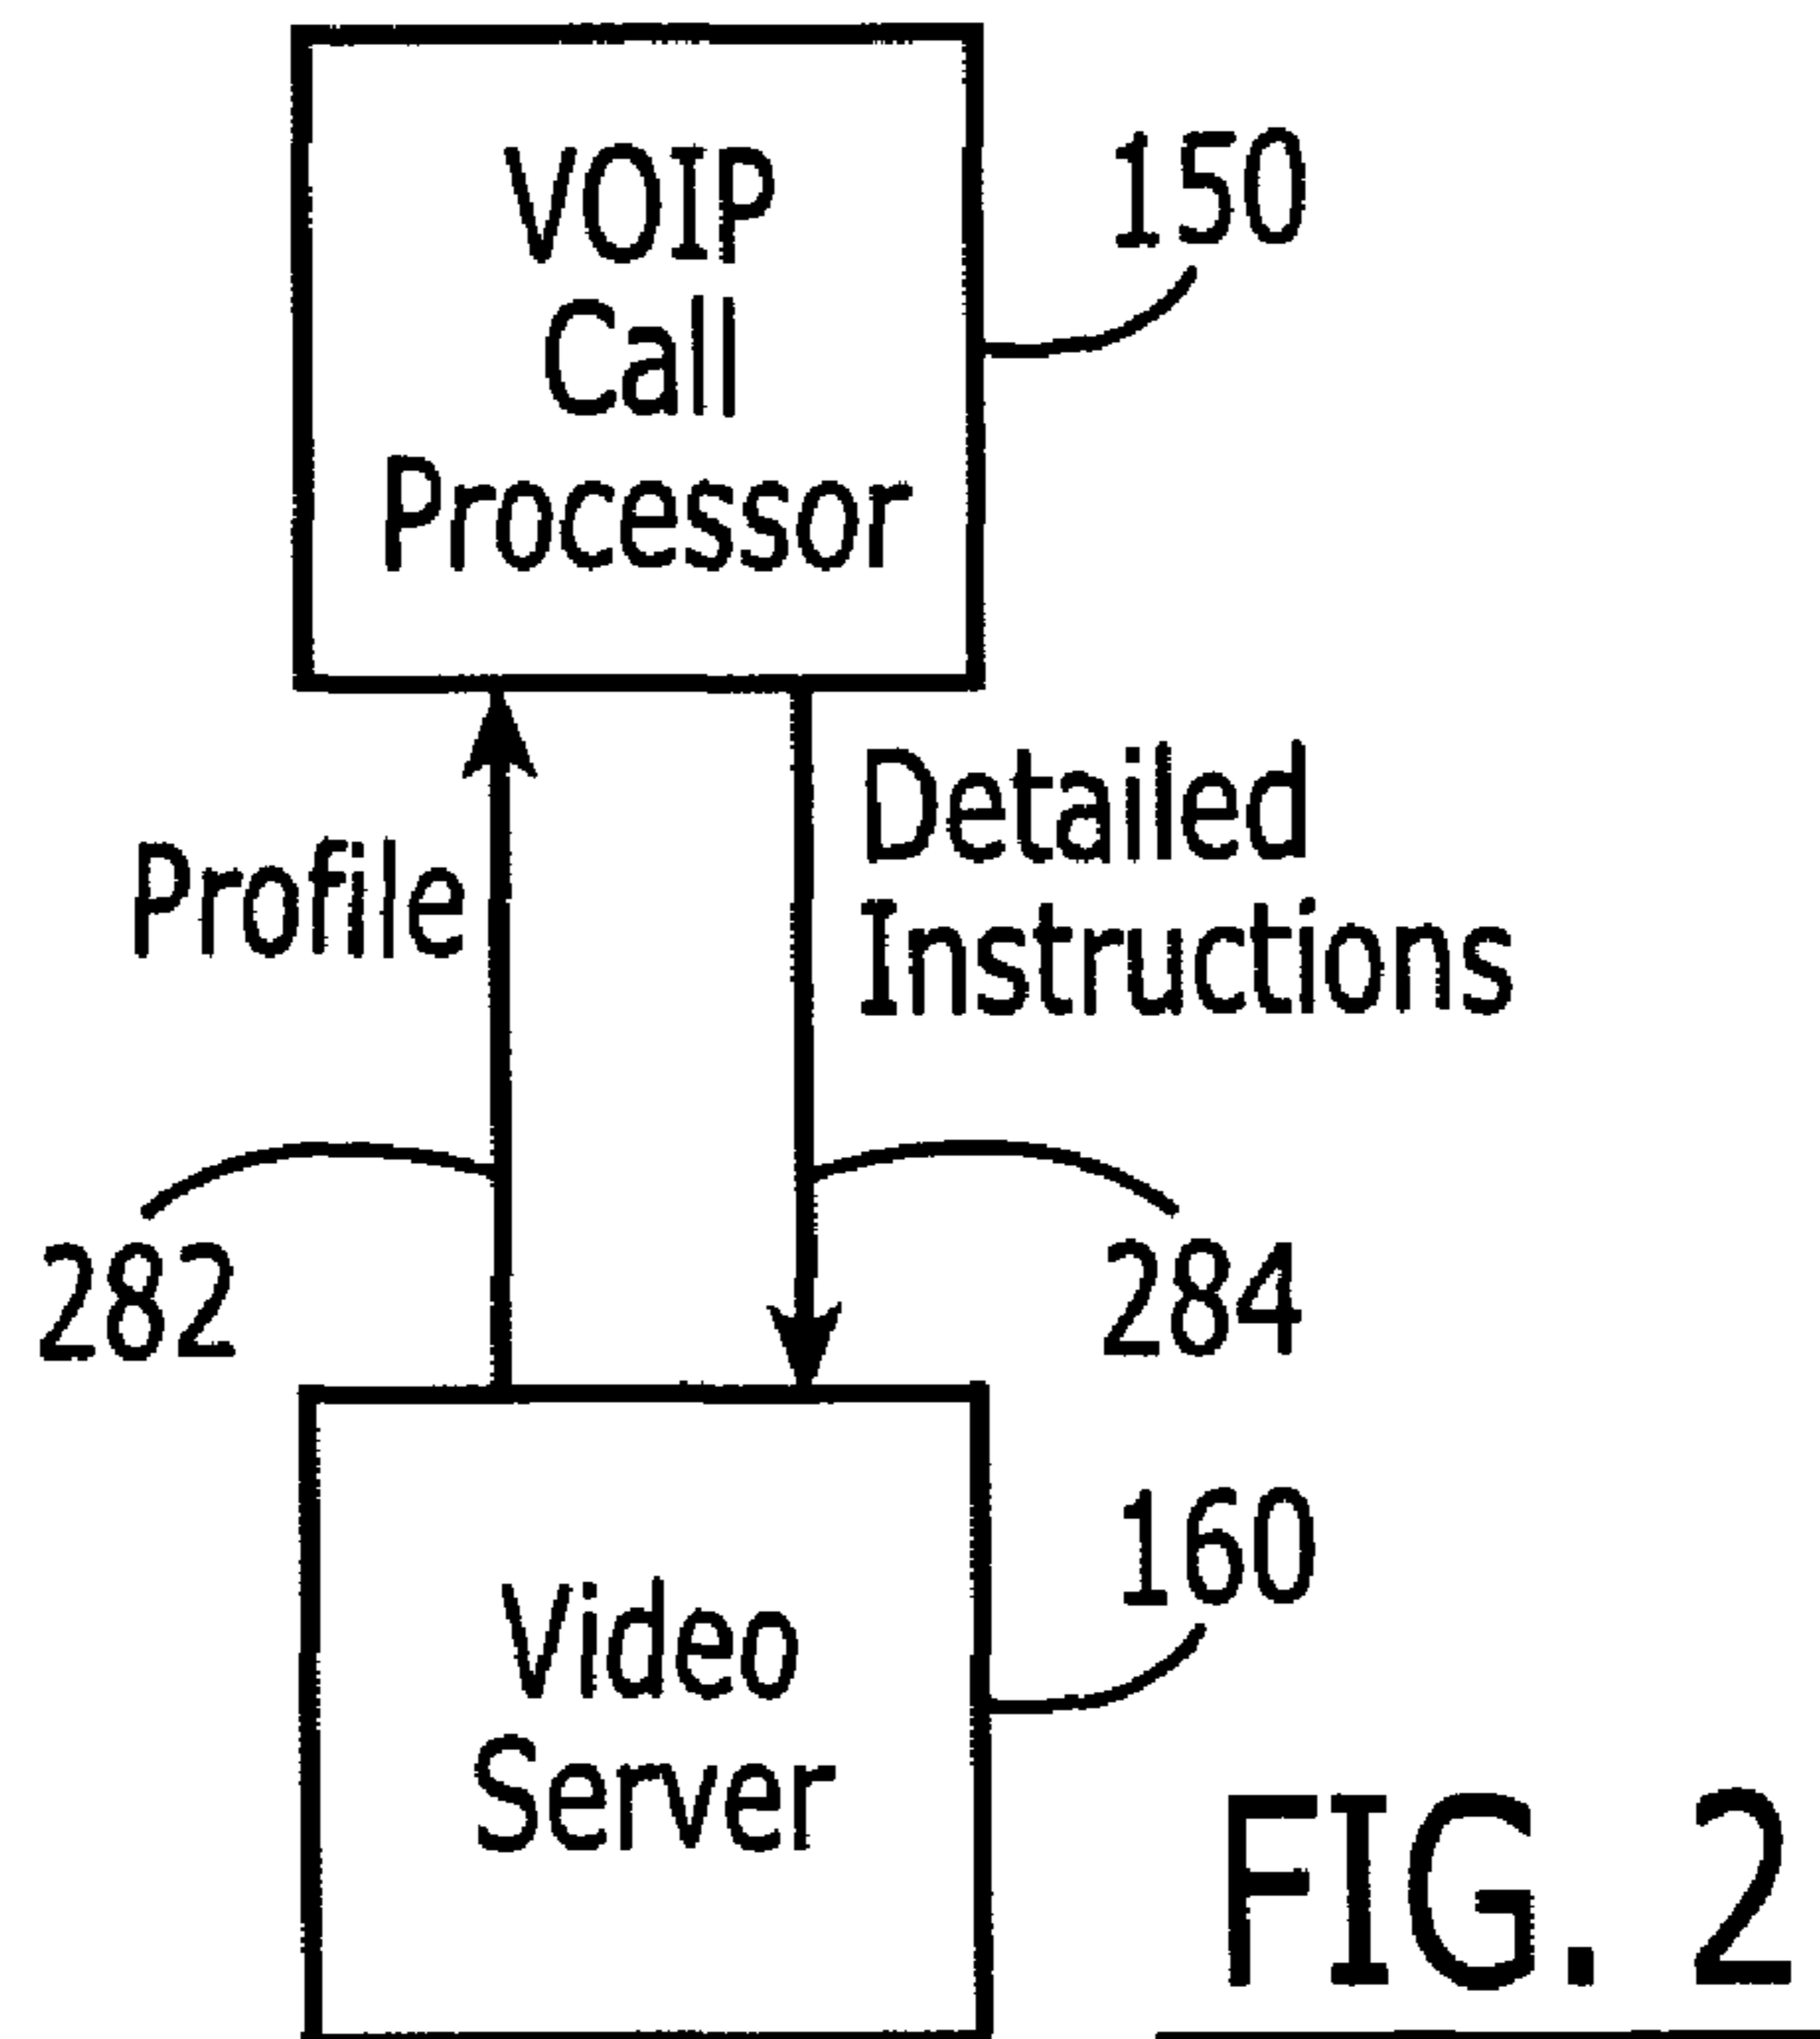 VOIP
Call
Processor
150
Profile
Detailed
Instructions
282
284
Video
Server
160
FIG. 2